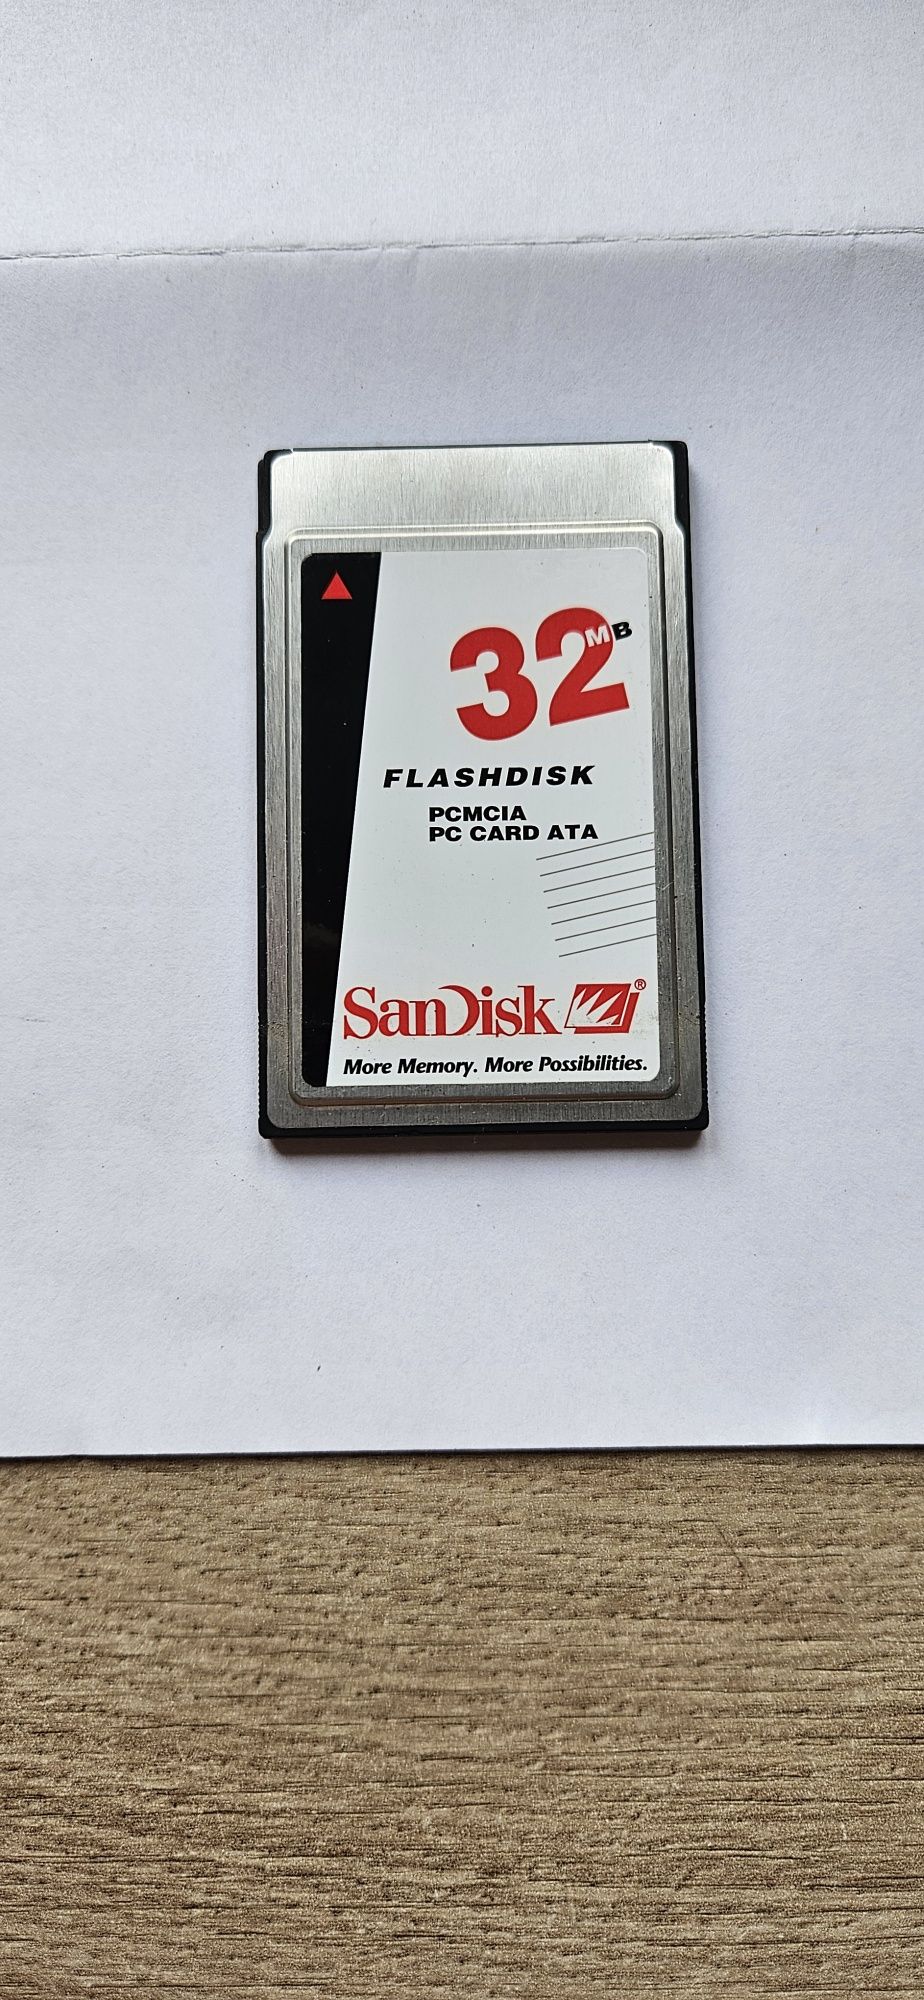 32MB
FLASHDISK
PCMCIA
PC CARD ATA
SanDisk®
More Memory. More Possibilities.